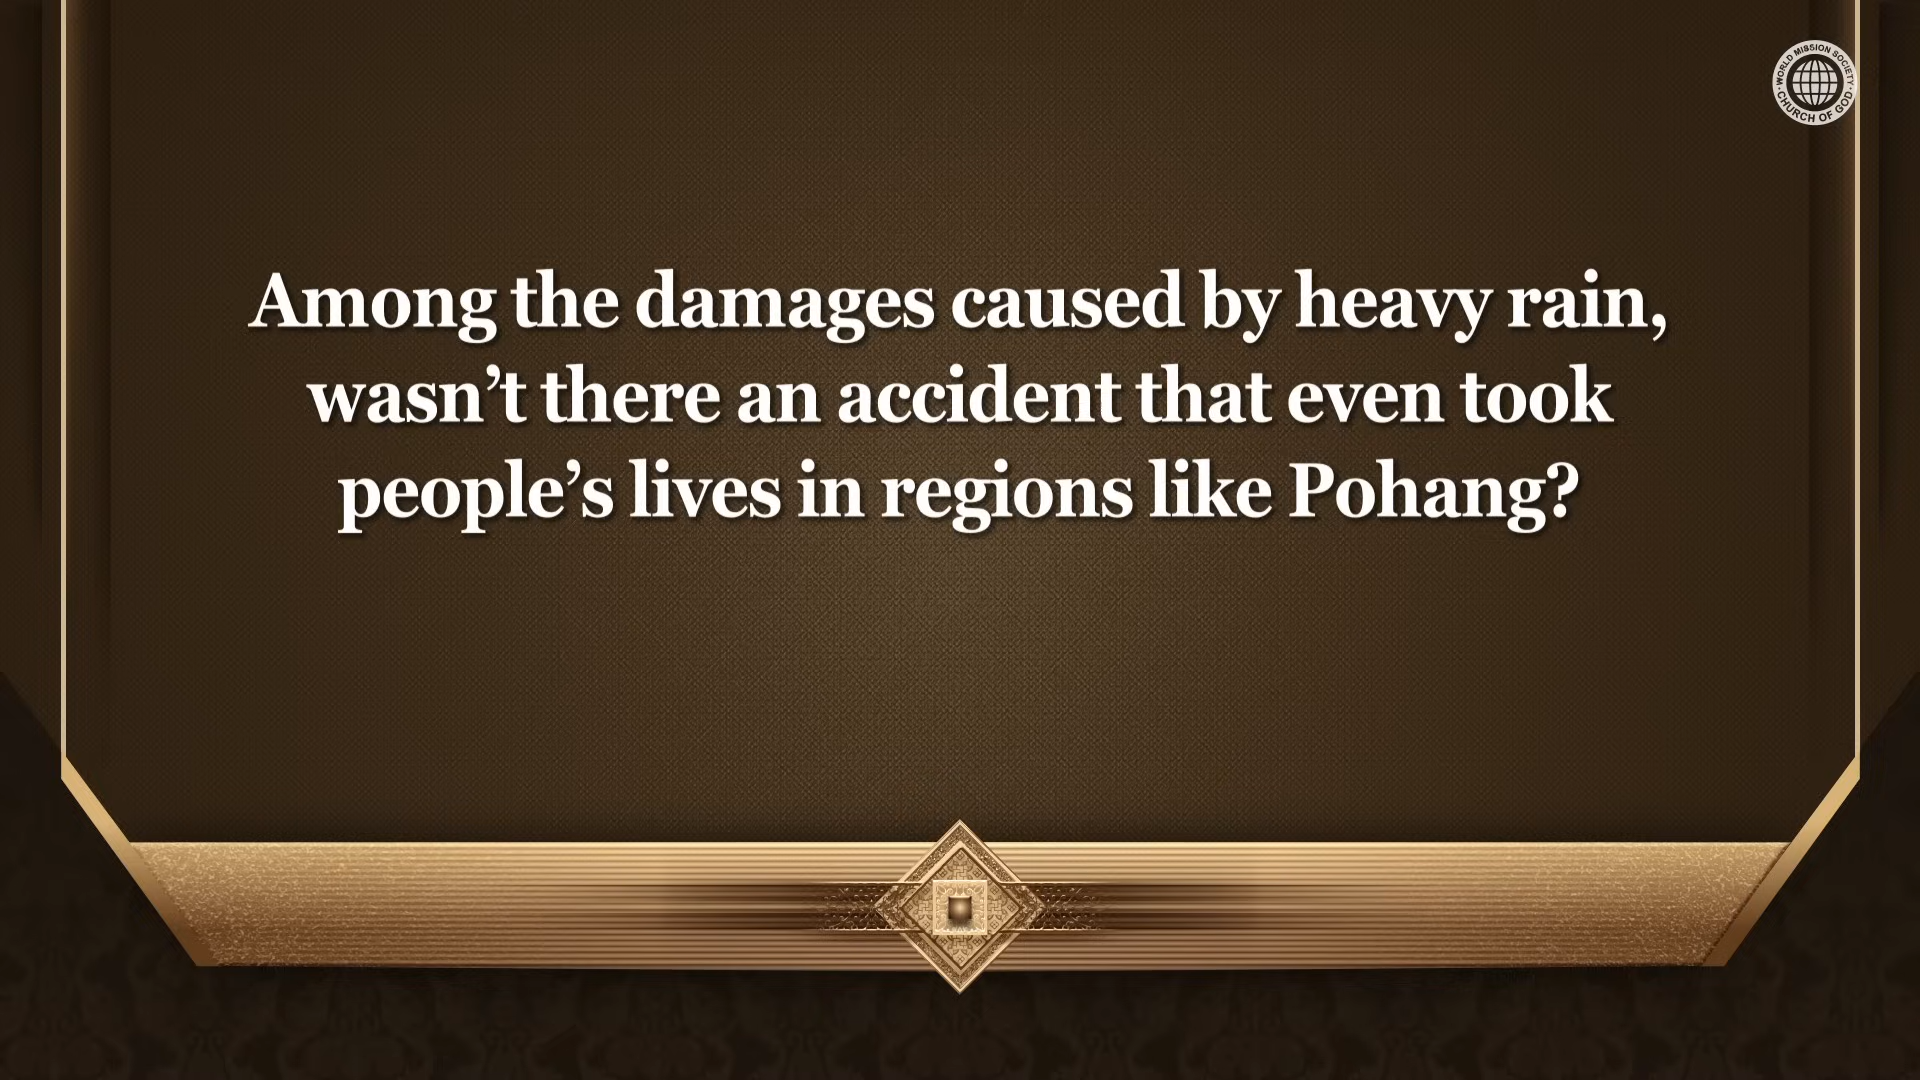 WORLD MISSION SOCIETY
CHURCH OF GOD
Among the damages caused by heavy rain,
wasn’t there an accident that even took
people’s lives in regions like Pohang?